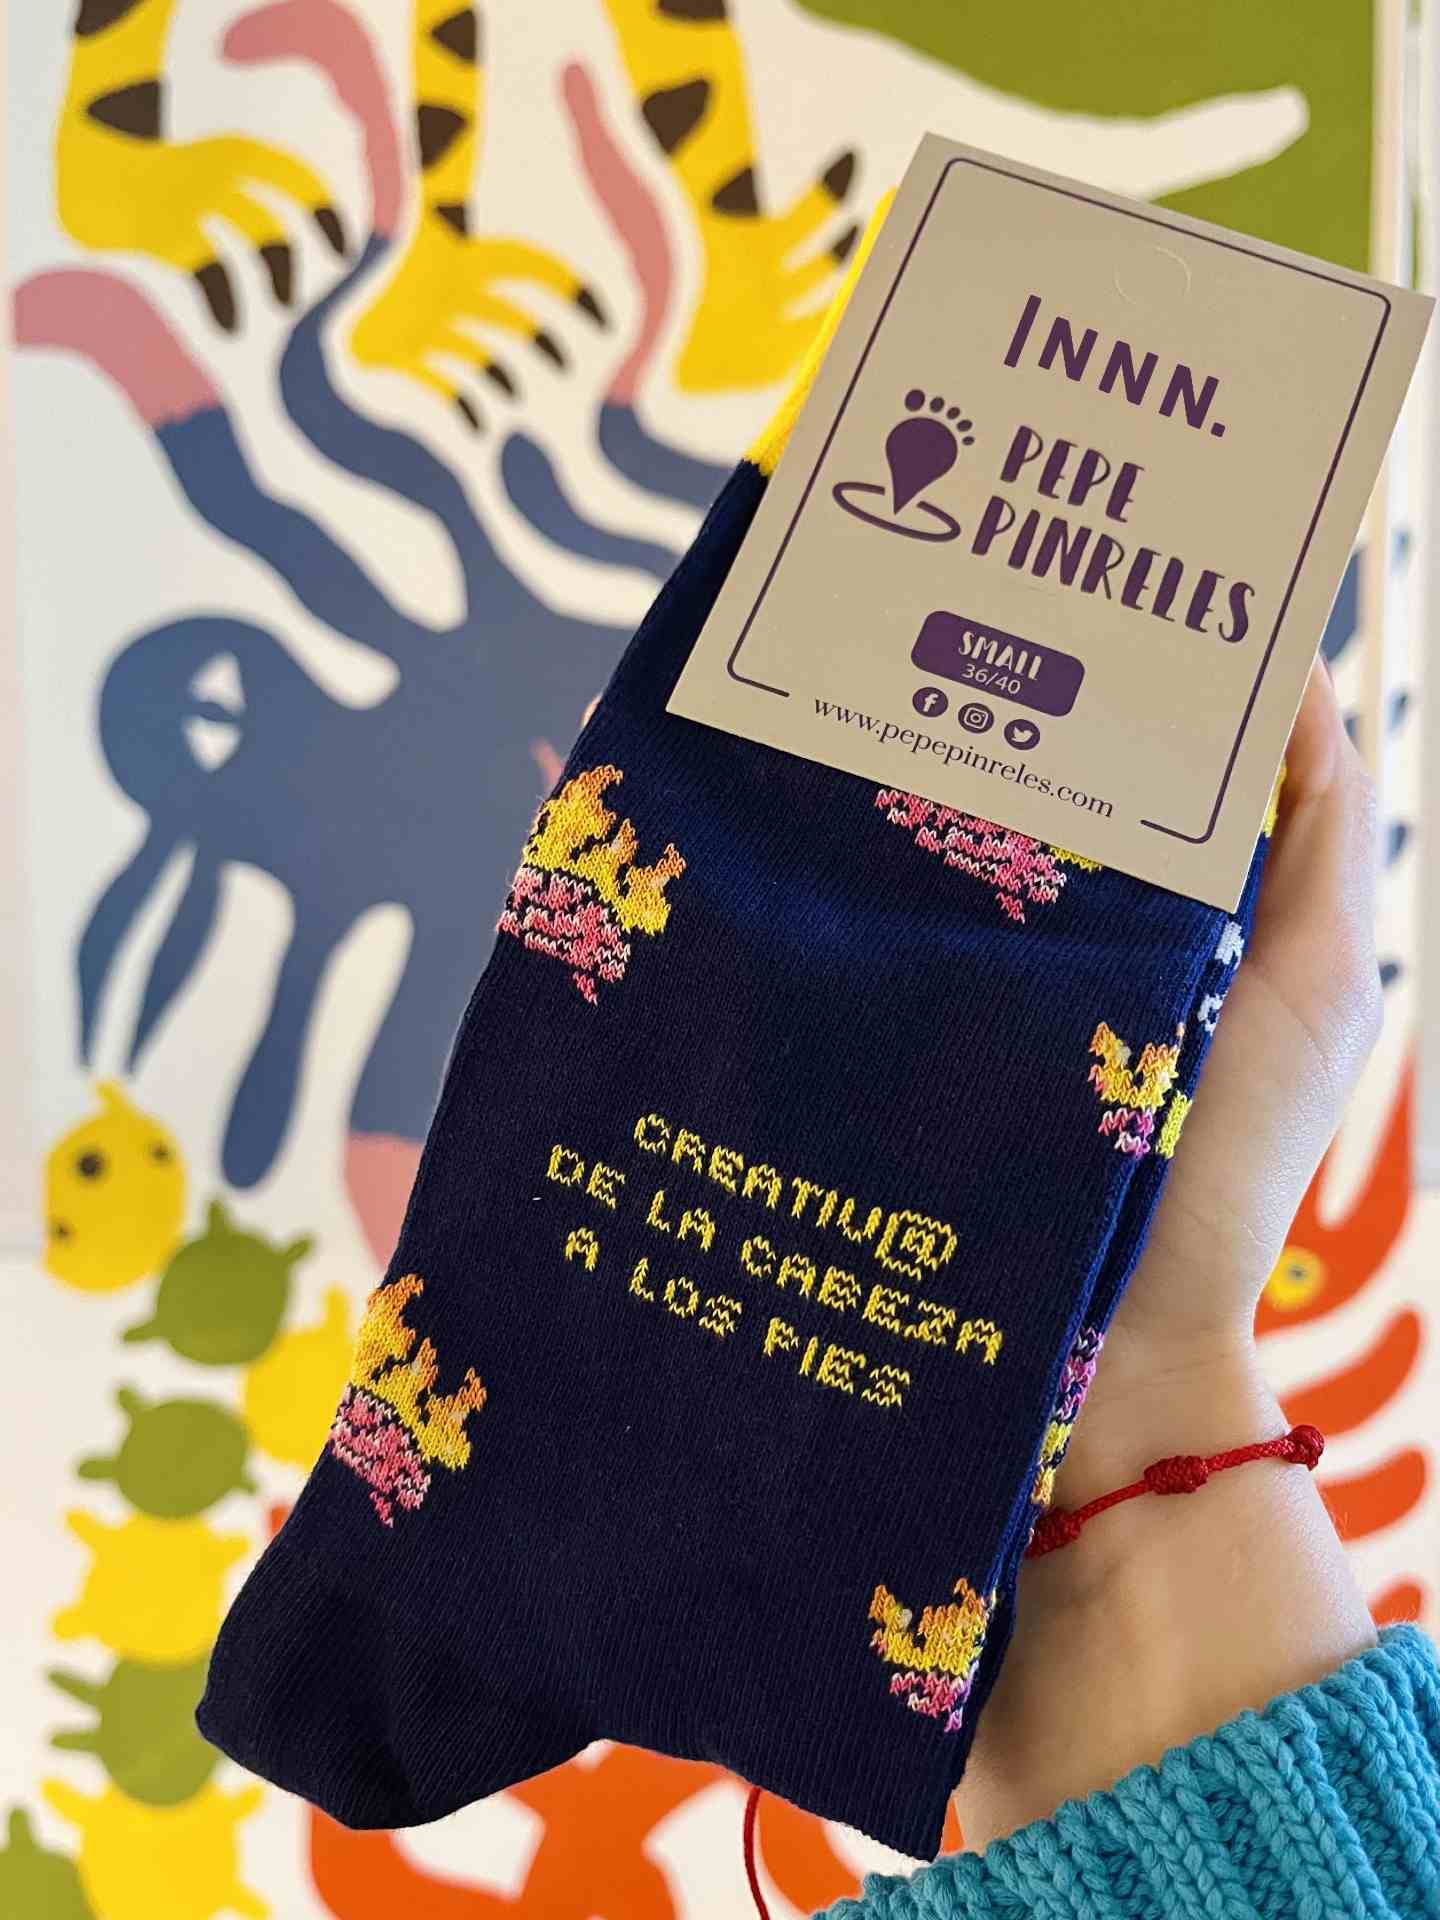 INNN.
PEPE
PINRELES
SMALL
36/40
www.pepepinreles.com
CREATIV@
DE LA CABEZA
A LOS PIES